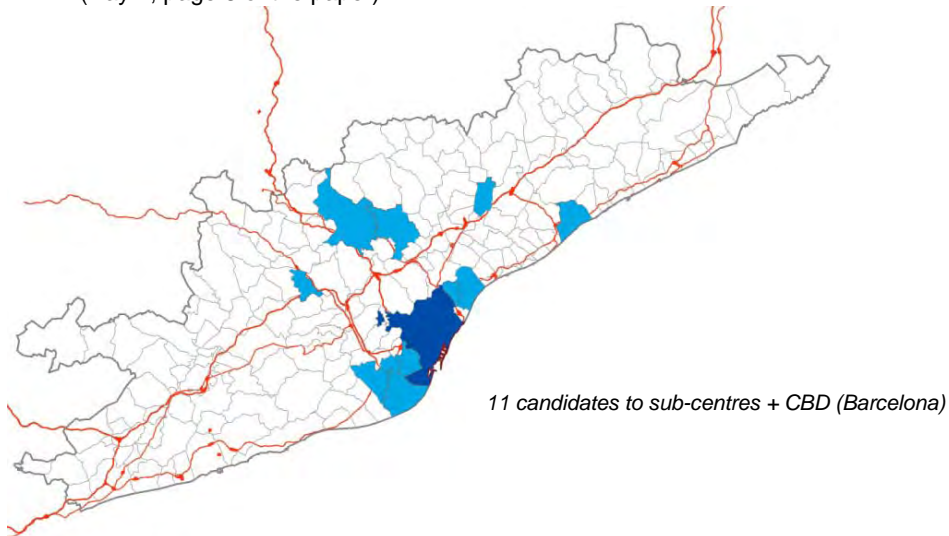 11 candidates to sub-centres + CBD (Barcelona)